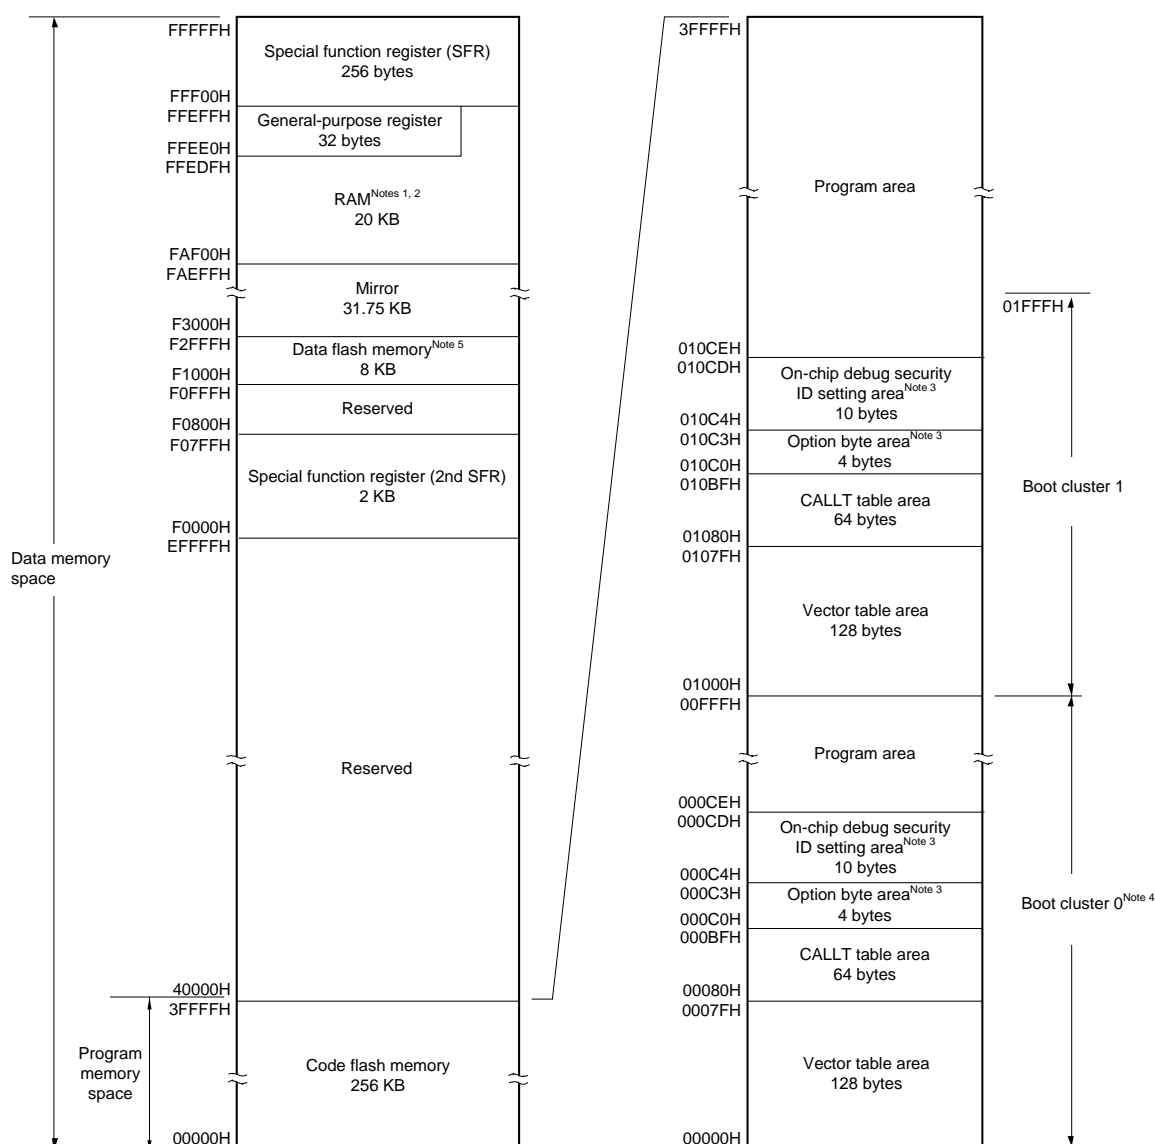 FFFFFH
Special function register (SFR)
256 bytes
FFF00H
FFEFFH
General-purpose register
32 bytes
FFEE0H
FFEDFH
RAMNotes 1, 2
20 KB
FAF00H
FAEFFH
Mirror
31.75 KB
F3000H
F2FFFH
Data flash memoryNote 5
8 KB
F1000H
F0FFFH
Reserved
F0800H
F07FFH
Special function register (2nd SFR)
2 KB
F0000H
EFFFFH
Data memory
space
Reserved
40000H
3FFFFH
Program
memory
space
Code flash memory
256 KB
00000H
3FFFFH
Program area
01FFFH
010CEH
010CDH
On-chip debug security
ID setting areaNote 3
10 bytes
010C4H
010C3H
Option byte areaNote 3
4 bytes
010C0H
010BFH
CALLT table area
64 bytes
Boot cluster 1
01080H
0107FH
Vector table area
128 bytes
01000H
00FFFH
Program area
000CEH
000CDH
On-chip debug security
ID setting areaNote 3
10 bytes
000C4H
000C3H
Option byte areaNote 3
4 bytes
Boot cluster 0Note 4
000C0H
000BFH
CALLT table area
64 bytes
00080H
0007FH
Vector table area
128 bytes
00000H